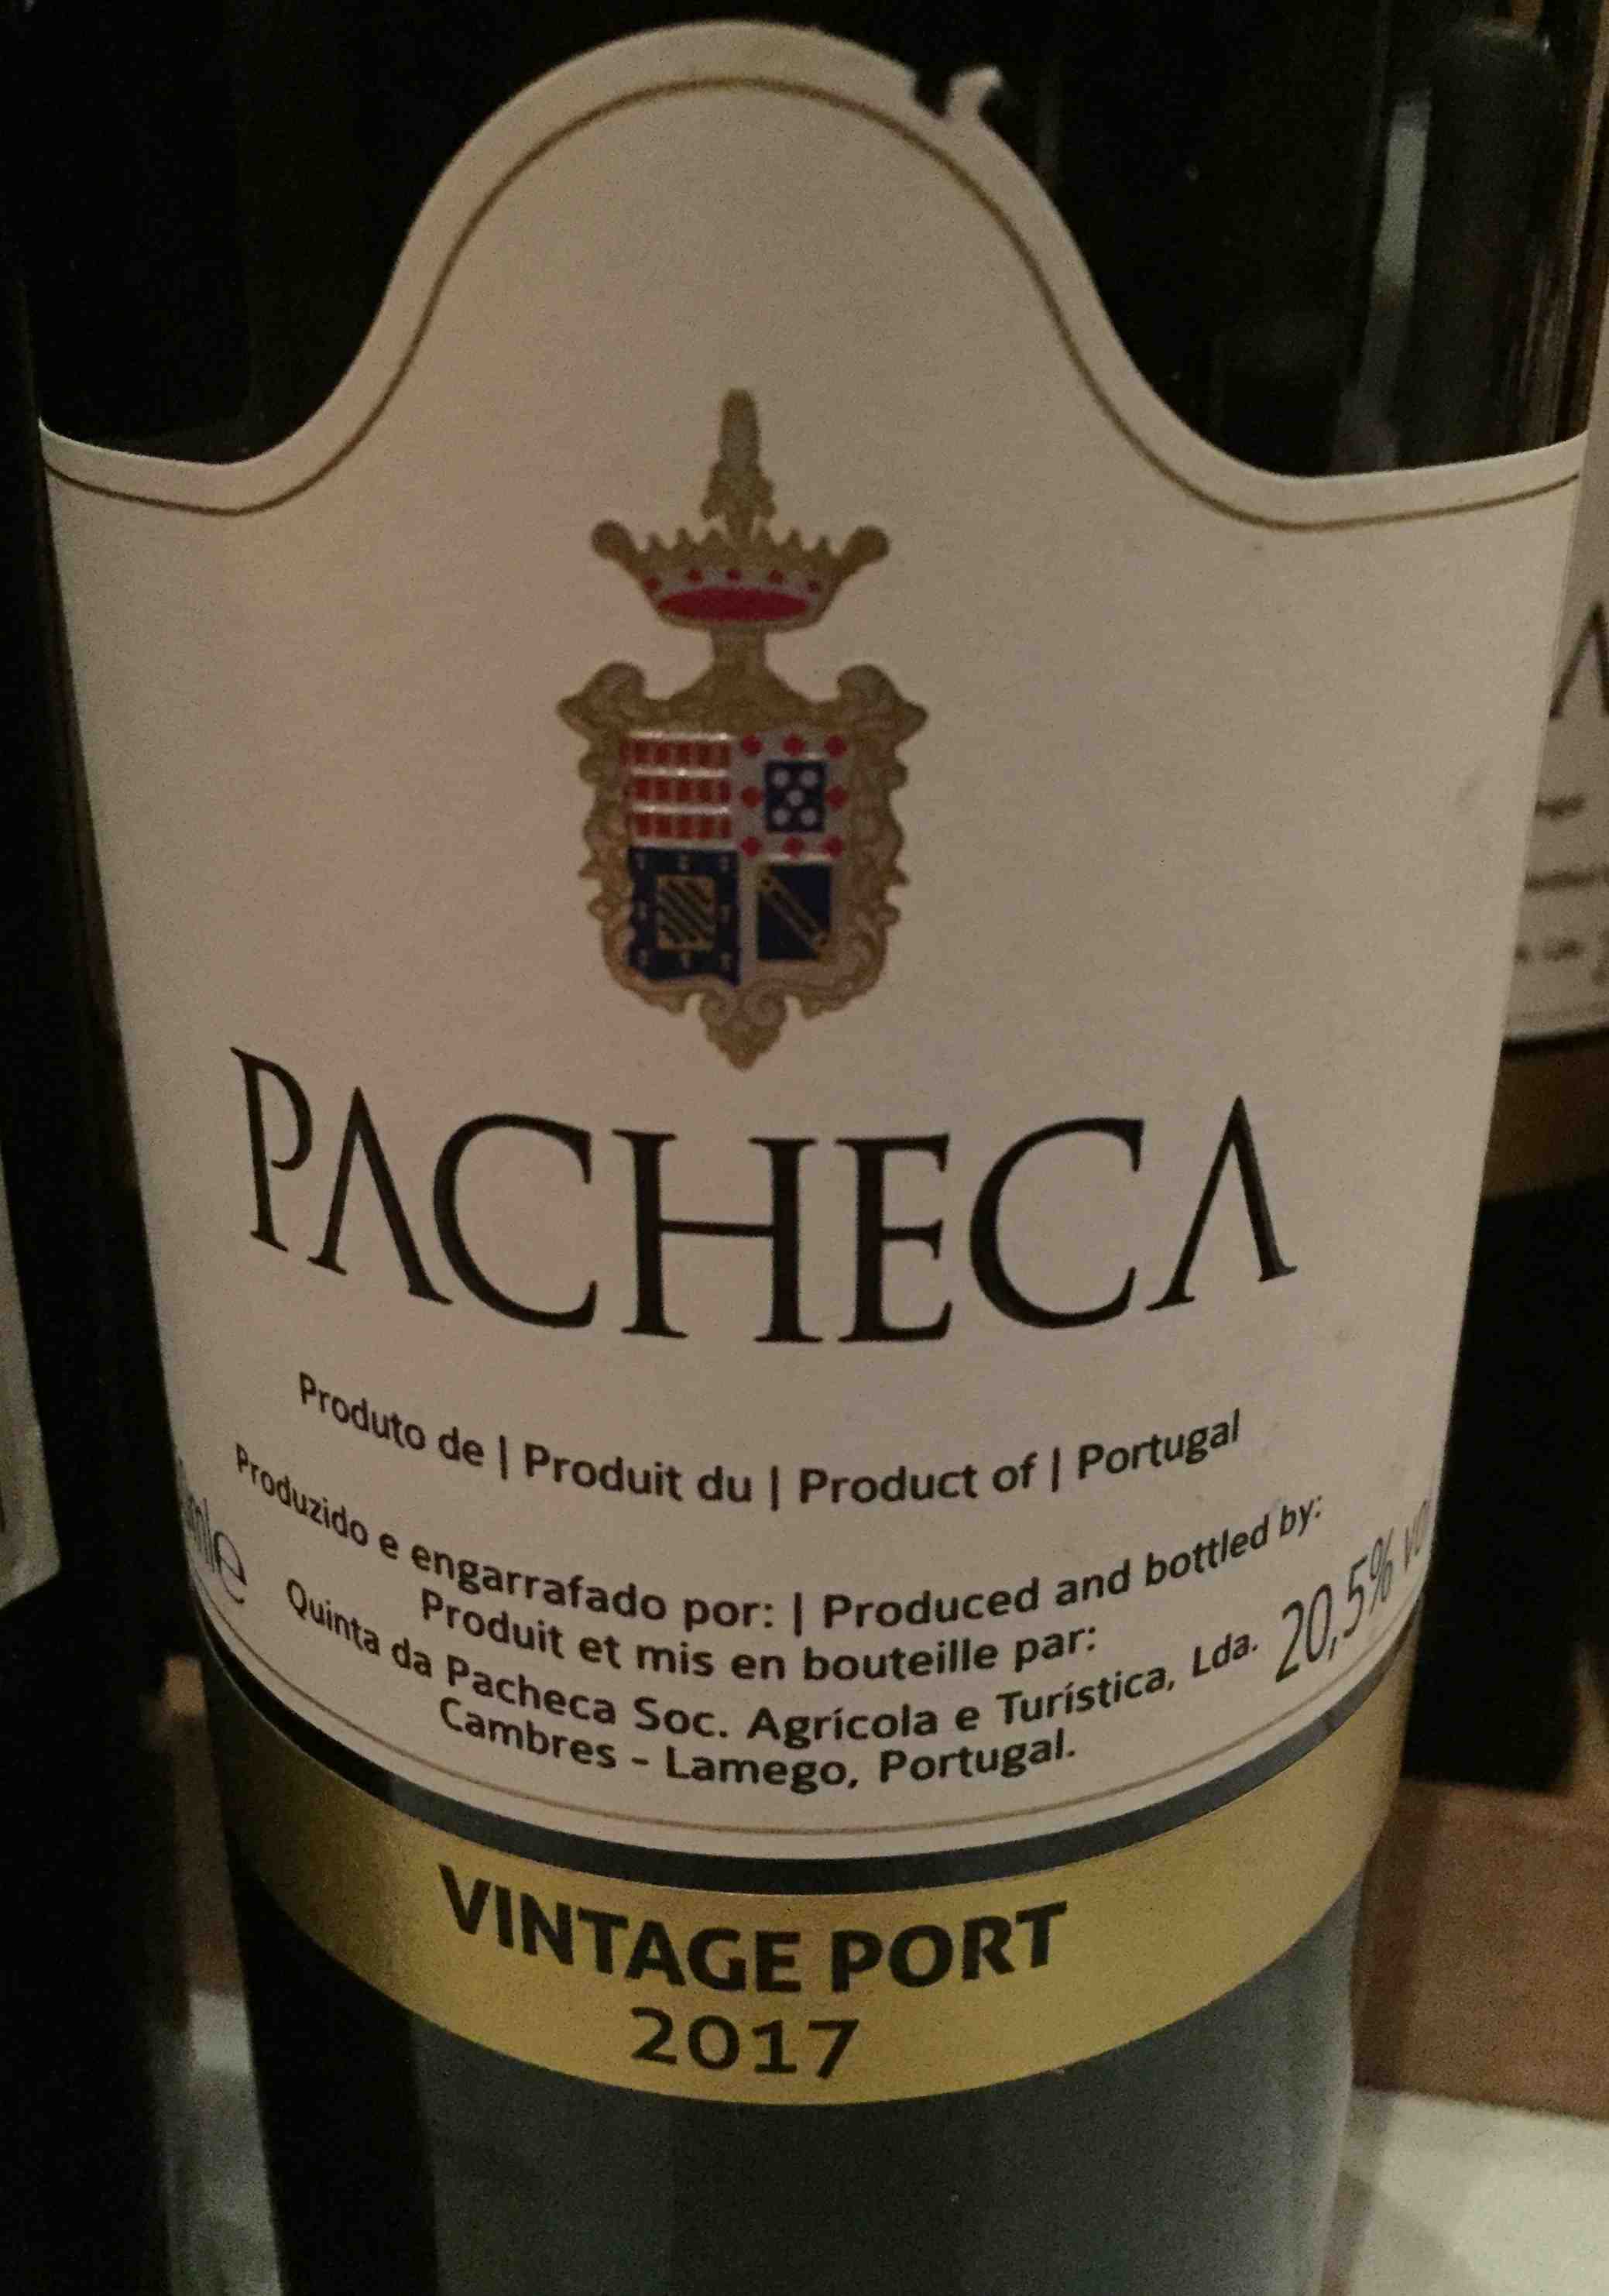 PACHECA
Produto de | Produit du | Product of | Portugal
Produzido e engarrafado por: | Produced and bottled by:
Produit et mis en bouteille par:
Quinta da Pacheca Soc. Agrícola e Turística, Lda.
20,5%
Cambres - Lamego, Portugal.
VINTAGE PORT
2017